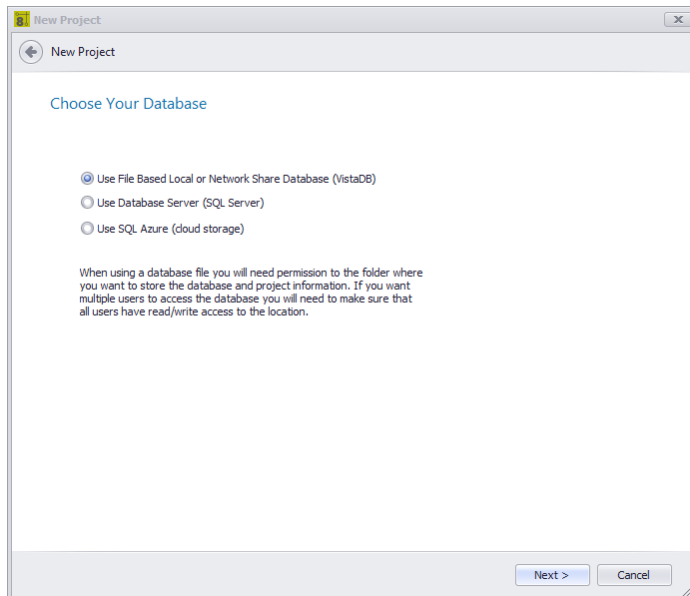 8
New Project
x
New Project
Choose Your Database
Use File Based Local or Network Share Database (VistaDB)
Use Database Server (SQL Server)
Use SQL Azure (cloud storage)
When using a database file you will need permission to the folder where
you want to store the database and project information. If you want
multiple users to access the database you will need to make sure that
all users have read/write access to the location.
Next >
Cancel